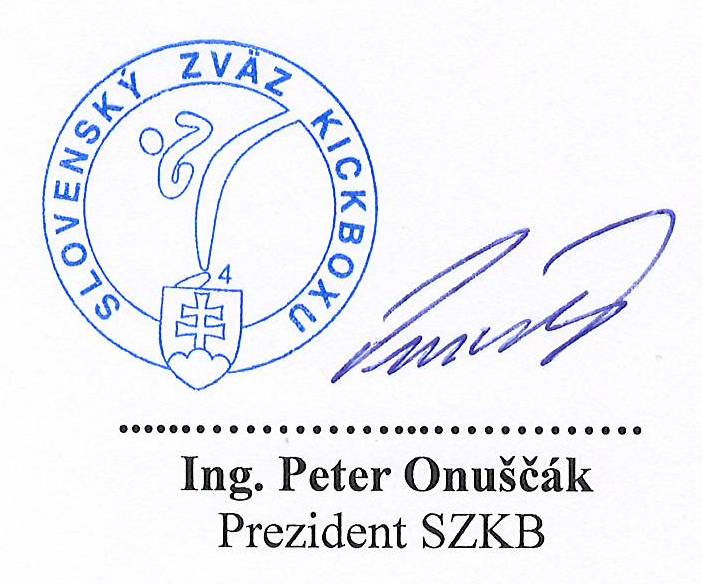 SLOVENSKÝ ZVÄZ KICKBOXU
4
..........................................
Ing. Peter Onuščák
Prezident SZKB